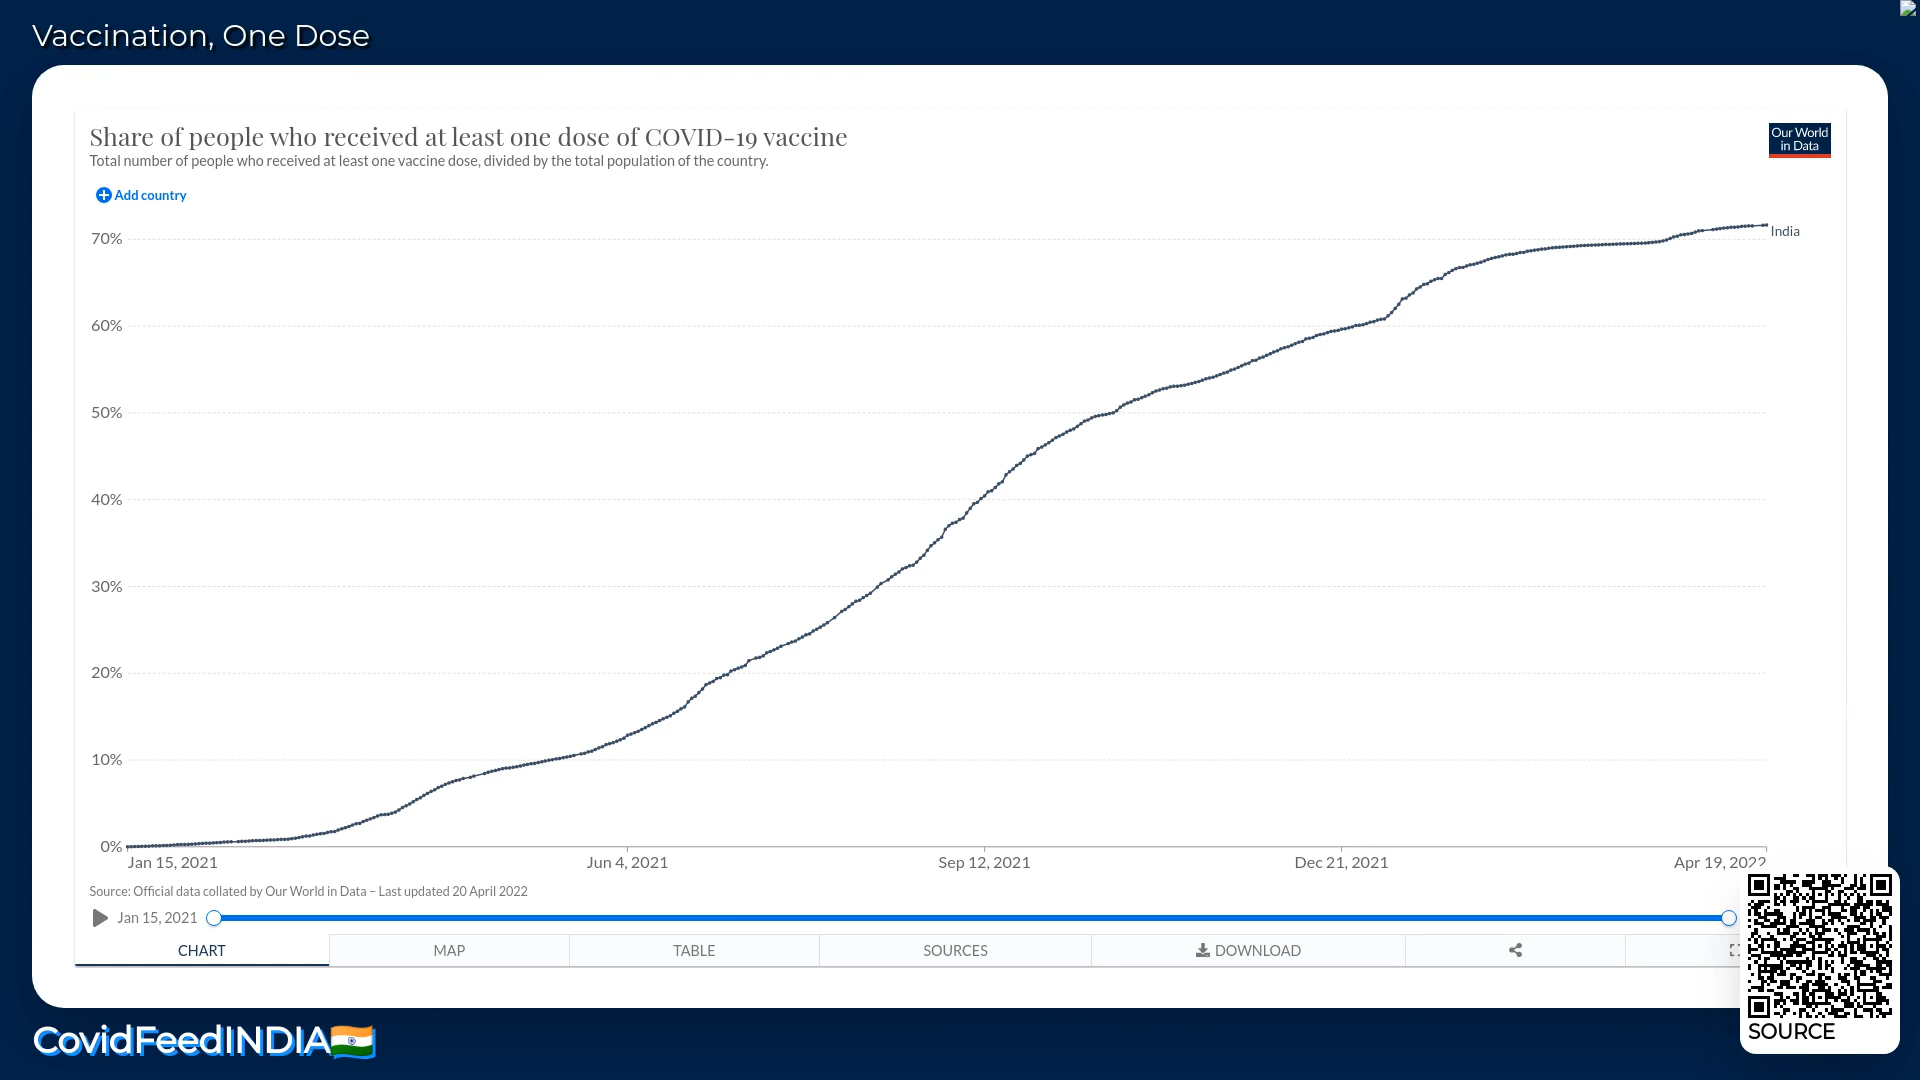 Vaccination, One Dose
Share of people who received at least one dose of COVID-19 vaccine
Total number of people who received at least one vaccine dose, divided by the total population of the country.
Our World
in Data
Add country
70%
India
60%
50%
40%
30%
20%
10%
0%
Jan 15, 2021 Jun 4, 2021 Sep 12, 2021 Dec 21, 2021 Apr 19, 2022
Source: Official data collated by Our World in Data – Last updated 20 April 2022
Jan 15, 2021
CHART MAP TABLE SOURCES DOWNLOAD
SOURCE
CovidFeedINDIA